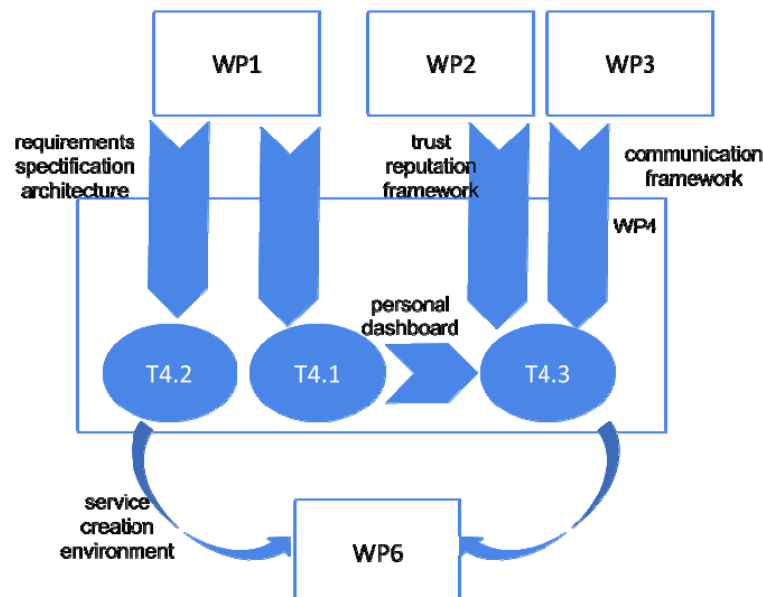 WP1
WP2
WP3
requirements
spectification
architecture
trust
reputation
framework
communication
framework
WP4
personal
dashboard
T4.2
T4.1
T4.3
service
creation
environment
WP6